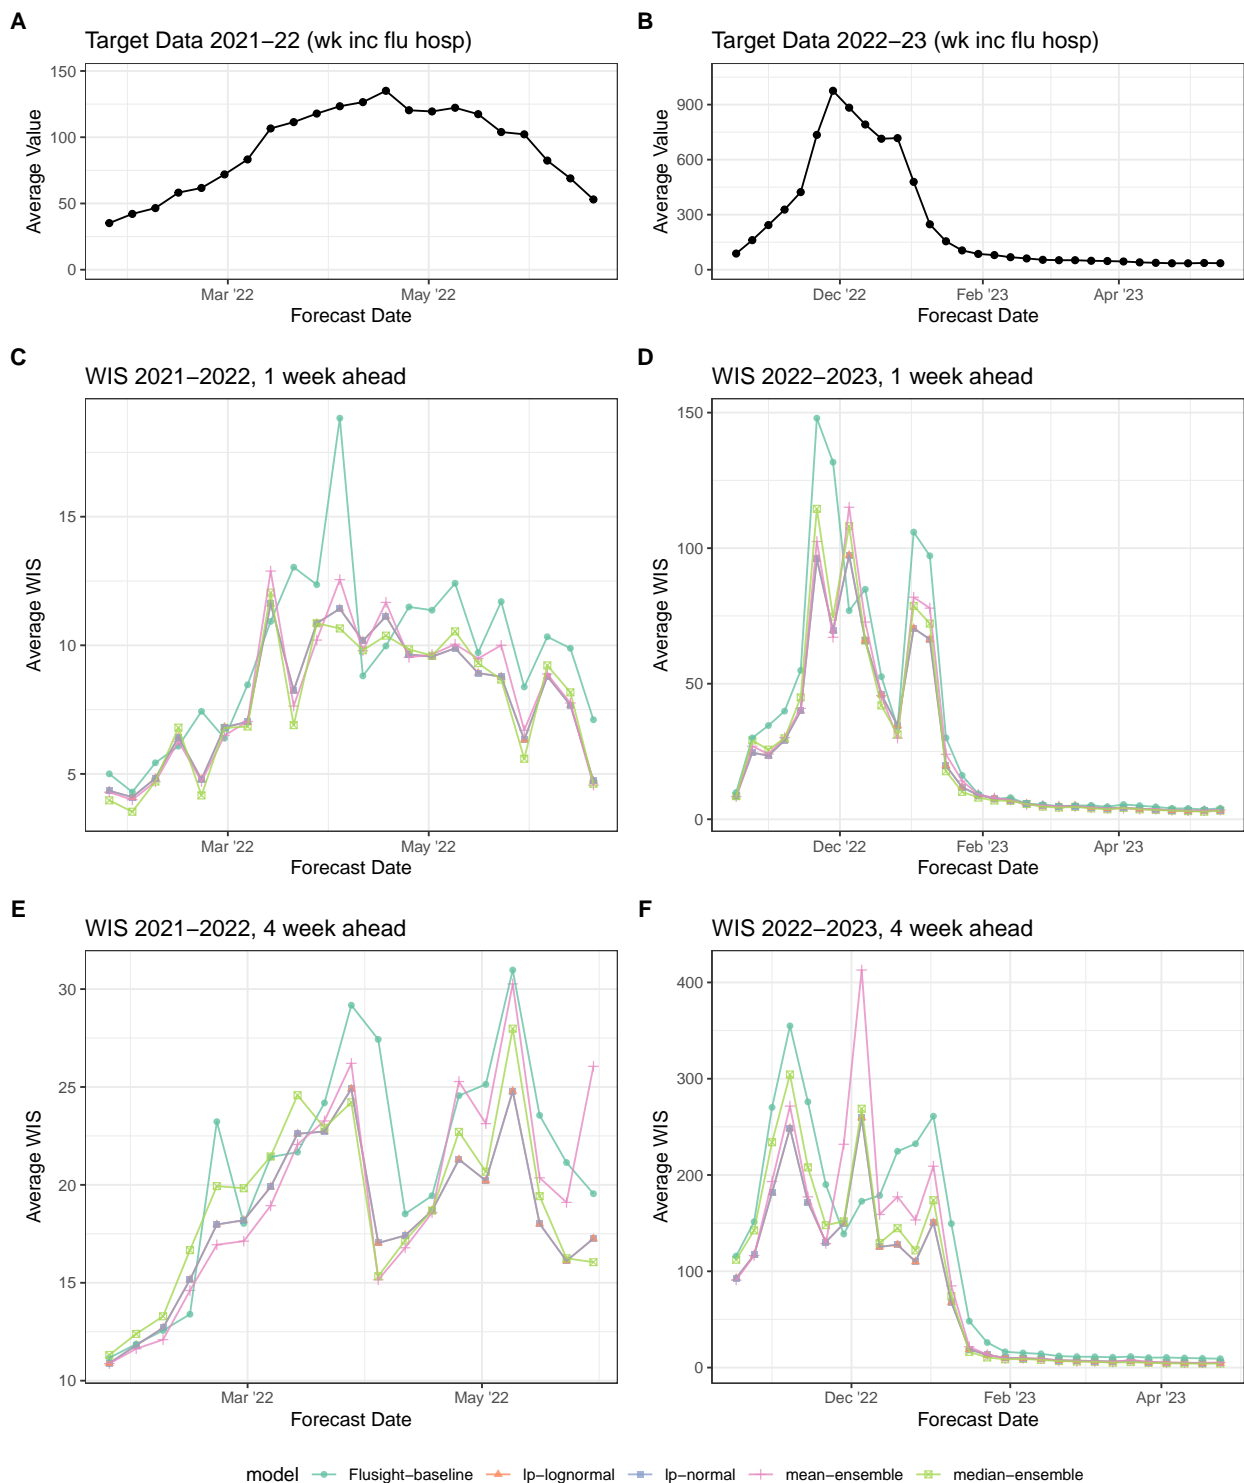 A
Target Data 2021−22 (wk inc flu hosp)
150
100
50
0
Average Value
Mar '22
May '22
Forecast Date
B
Target Data 2022−23 (wk inc flu hosp)
900
600
300
0
Average Value
Dec '22
Feb '23
Apr '23
Forecast Date
C
WIS 2021−2022, 1 week ahead
15
10
5
Average WIS
Mar '22
May '22
Forecast Date
D
WIS 2022−2023, 1 week ahead
150
100
50
0
Average WIS
Dec '22
Feb '23
Apr '23
Forecast Date
E
WIS 2021−2022, 4 week ahead
30
25
20
15
10
Average WIS
Mar '22
May '22
Forecast Date
F
WIS 2022−2023, 4 week ahead
400
300
200
100
0
Average WIS
Dec '22
Feb '23
Apr '23
Forecast Date
model Flusight−baseline lp−lognormal lp−normal mean−ensemble median−ensemble